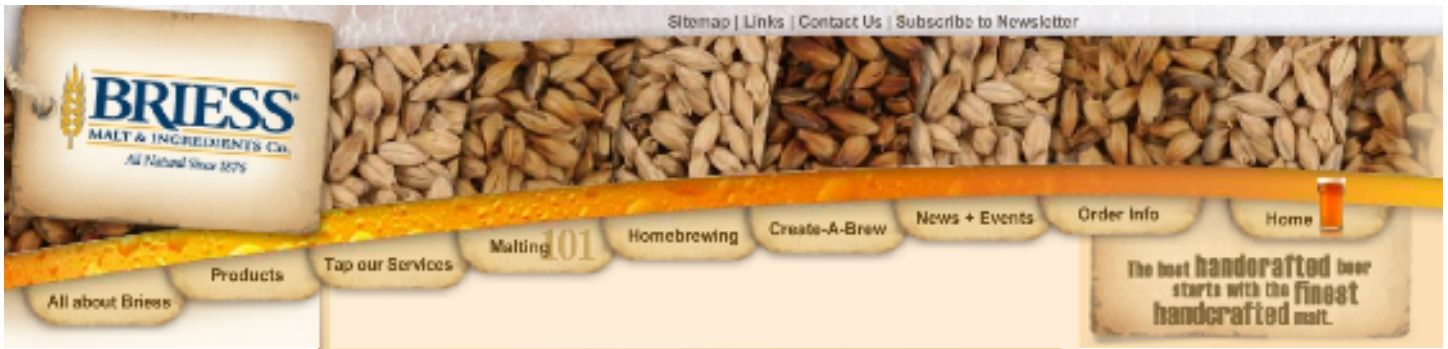 Sitemap | Links | Contact Us | Subscribe to Newsletter
BRIESS®
MALT & INGREDIENTS Co.
All Natural Since 1876
All about Briess
Products
Tap our Services
Malting 101
Homebrewing
Create-A-Brew
News + Events
Order Info
Home
The best handcrafted beer
starts with the finest
handcrafted malt.